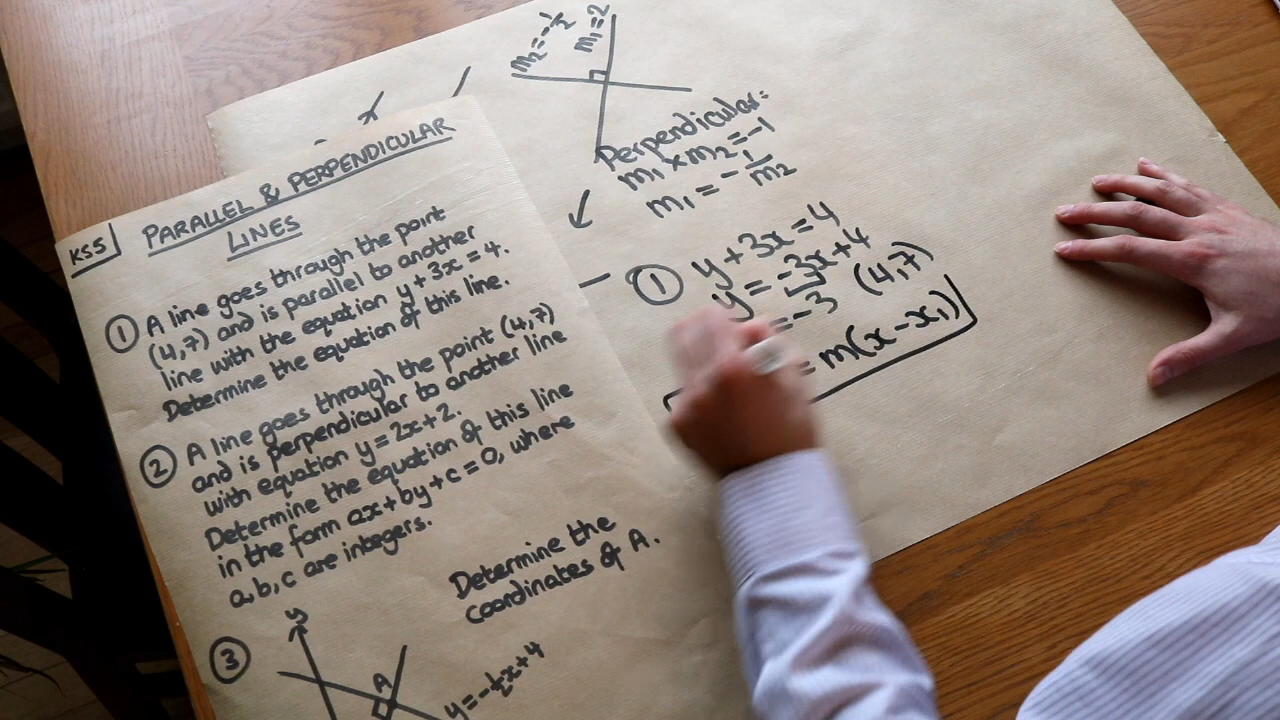 KS5
PARALLEL & PERPENDICULAR
LINES
① A line goes through the point
(4,7) and is parallel to another
line with the equation y+3x=4.
Determine the equation of this line.
② A line goes through the point (4,7)
and is perpendicular to another line
with equation y=2x+2.
Determine the equation of this line
in the form ax+by+c=0, where
a,b,c are integers.
Determine the
coordinates of A.
③
y
A
y=-½x+4
m₂=-½
m₁=2
Perpendicular:
m₁×m₂=-1
m₁=-1/m₂
① y+3x=4
y=-3x+4
=-3 (4,7)
= m(x-x₁)